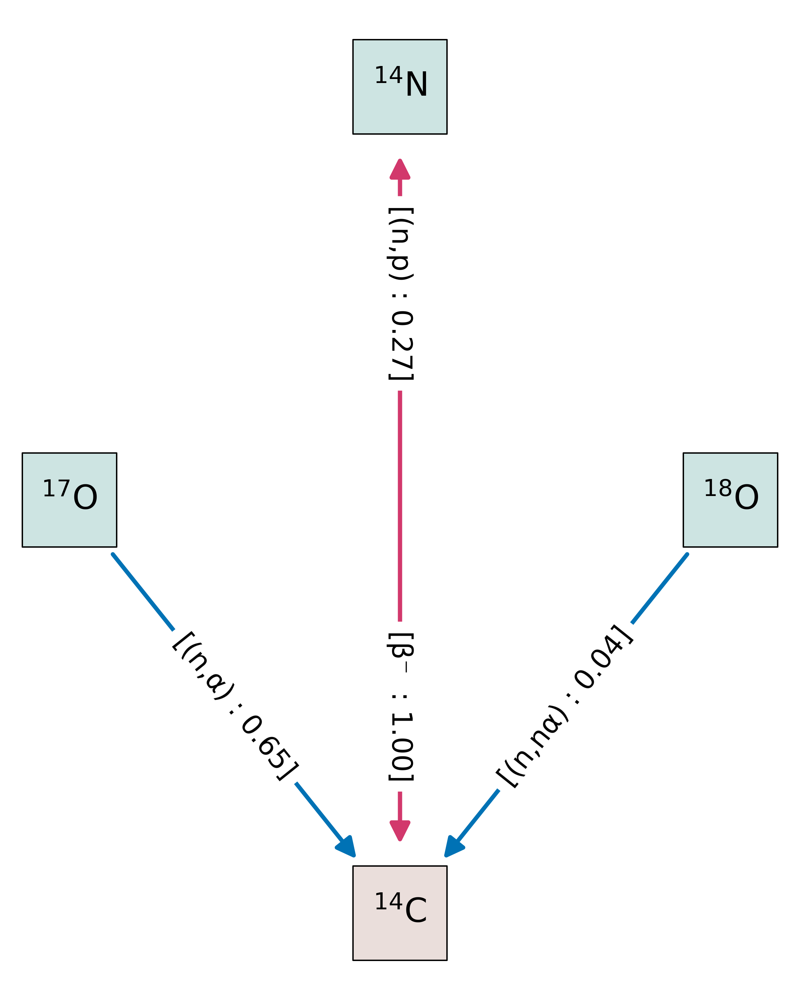 ¹⁴N
[(n,p) : 0.27]
¹⁷O
¹⁸O
[(n,α) : 0.65]
[β⁻ : 1.00]
[(n,nα) : 0.04]
¹⁴C